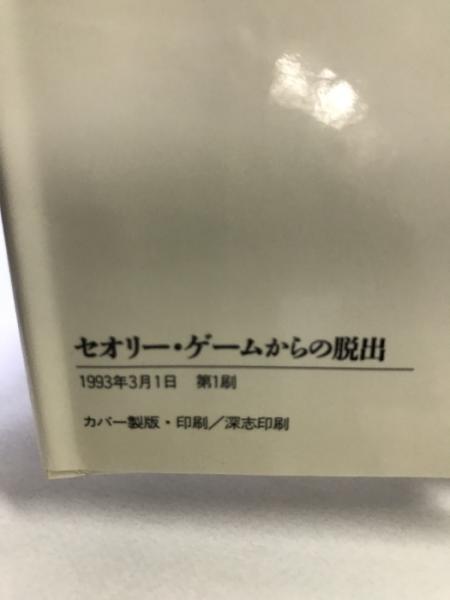 セオリー・ゲームからの脱出
1993年3月1日　第1刷
カバー製版・印刷／深志印刷